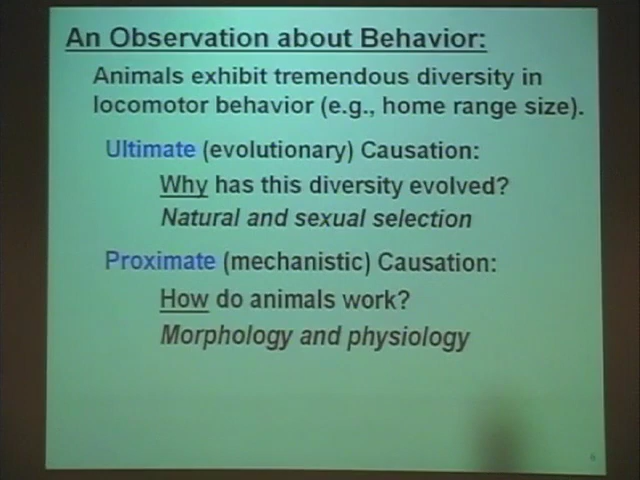 An Observation about Behavior:
Animals exhibit tremendous diversity in
locomotor behavior (e.g., home range size).
Ultimate (evolutionary) Causation:
Why has this diversity evolved?
Natural and sexual selection
Proximate (mechanistic) Causation:
How do animals work?
Morphology and physiology